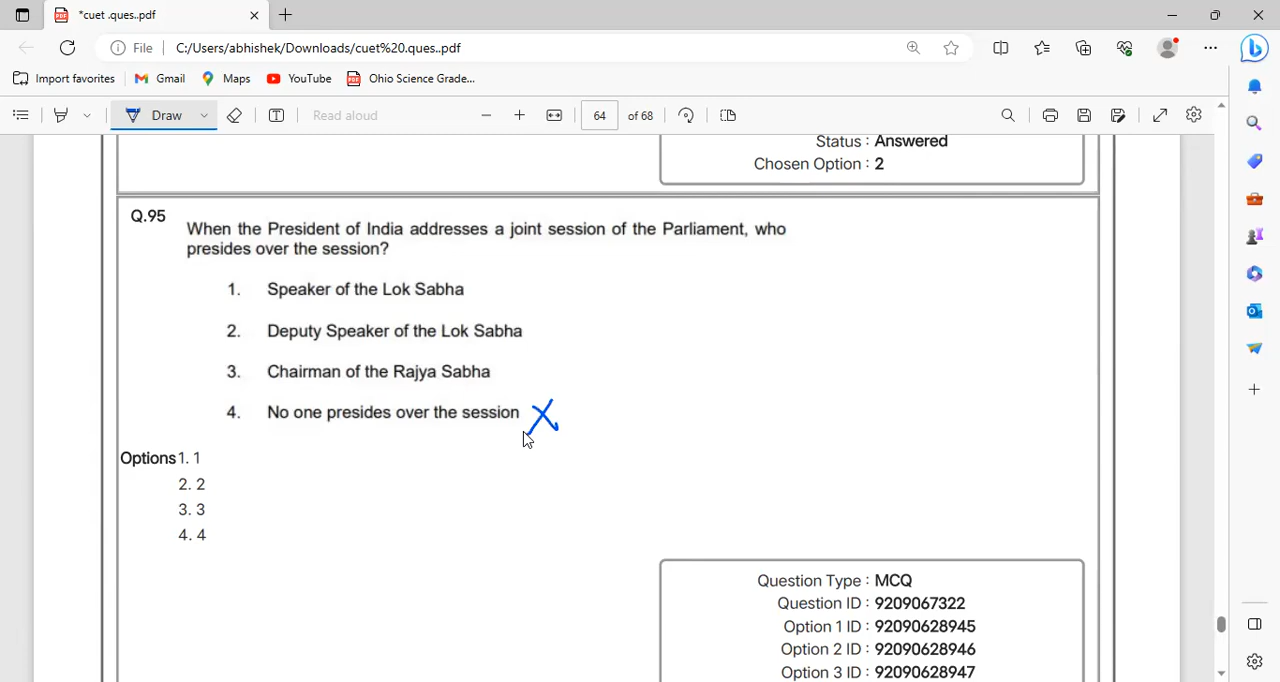 *cuet .ques..pdf
File C:/Users/abhishek/Downloads/cuet%20.ques..pdf
Import favorites Gmail Maps YouTube Ohio Science Grade...
Draw Read aloud 64 of 68
Status : Answered
Chosen Option : 2
Q.95
When the President of India addresses a joint session of the Parliament, who
presides over the session?
1. Speaker of the Lok Sabha
2. Deputy Speaker of the Lok Sabha
3. Chairman of the Rajya Sabha
4. No one presides over the session
Options 1. 1
2. 2
3. 3
4. 4
Question Type : MCQ
Question ID : 9209067322
Option 1 ID : 92090628945
Option 2 ID : 92090628946
Option 3 ID : 92090628947